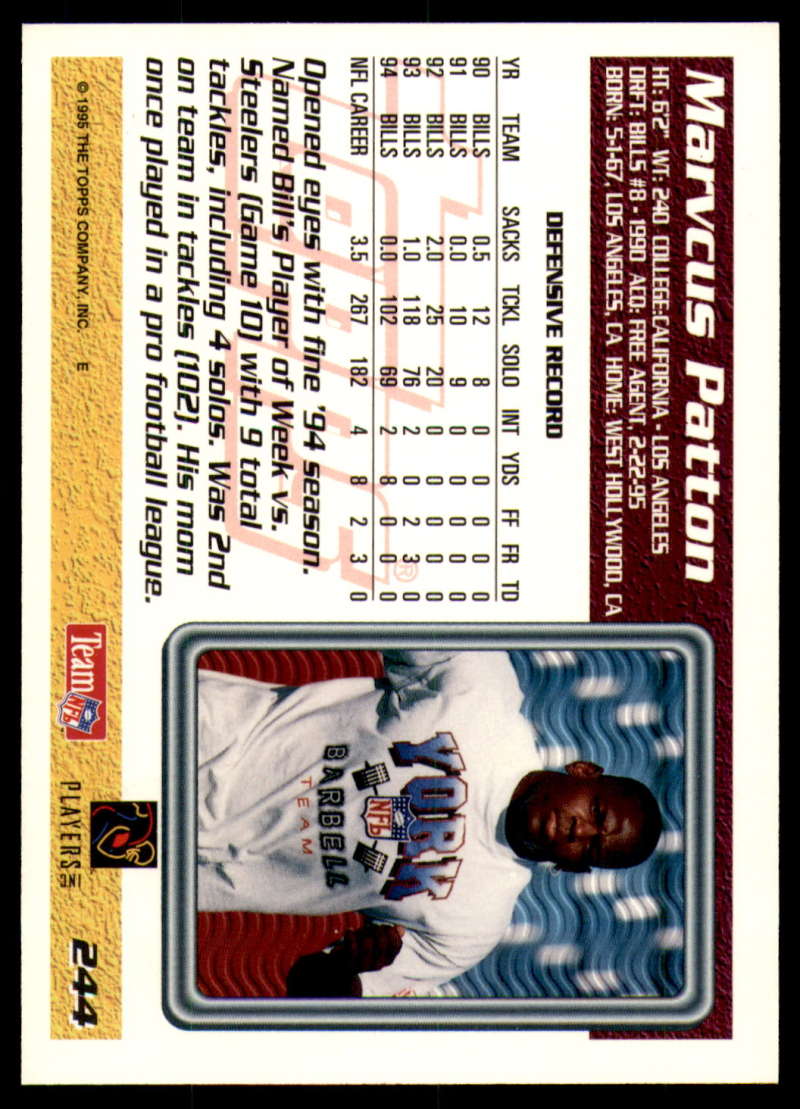 Marvcus Patton
HT: 6'2" WT: 240 COLLEGE: CALIFORNIA - LOS ANGELES
DRFT: BILLS #8 - 1990 ACQ: FREE AGENT, 2-22-95
BORN: 5-1-67, LOS ANGELES, CA HOME: WEST HOLLYWOOD, CA
DEFENSIVE RECORD
YR TEAM SACKS TCKL SOLO INT YDS FF FR TD
90 BILLS 0.5 12 8 0 0 0 0 0
91 BILLS 0.0 10 9 0 0 0 0 0
92 BILLS 2.0 25 20 0 0 0 0 0
93 BILLS 1.0 118 76 2 0 2 3 0
94 BILLS 0.0 102 69 2 8 0 0 0
NFL CAREER 3.5 267 182 4 8 2 3 0
Topps®
Opened eyes with fine '94 season.
Named Bill's Player of Week vs.
Steelers (Game 10) with 9 total
tackles, including 4 solos. Was 2nd
on team in tackles (102). His mom
once played in a pro football league.
YORK
NFL
BARBELL
TEAM
© 1995 THE TOPPS COMPANY, INC. E
Team NFL
PLAYERS INC
244